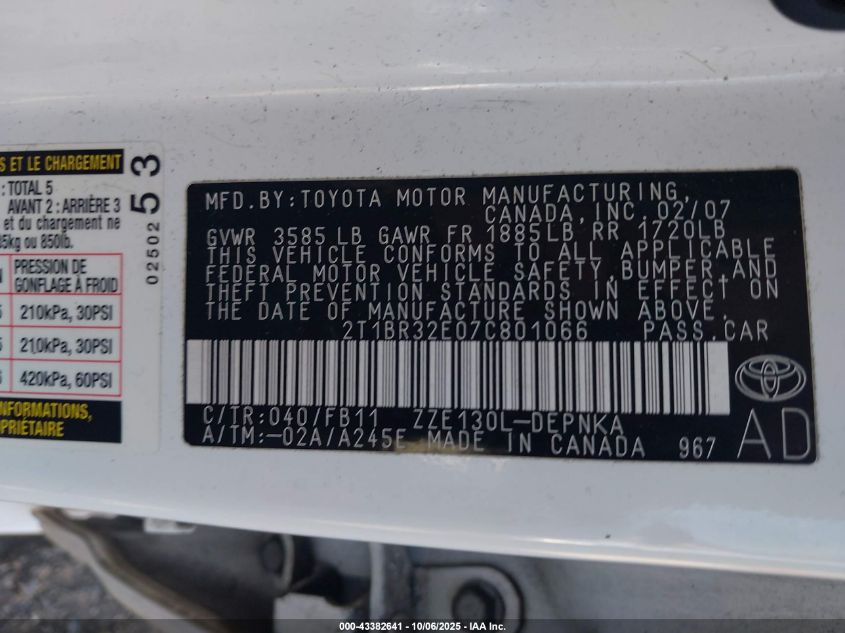 S ET LE CHARGEMENT
: TOTAL 5
AVANT 2 : ARRIÈRE 3
et du chargement ne
85kg ou 850lb.
PRESSION DE
GONFLAGE À FROID
210kPa, 30PSI
210kPa, 30PSI
420kPa, 60PSI
NFORMATIONS,
PRIÉTAIRE
02502 53
MFD.BY:TOYOTA MOTOR MANUFACTURING,
CANADA,INC. 02/07
GVWR 3585 LB GAWR FR 1885LB,RR 1720LB
THIS VEHICLE CONFORMS TO ALL APPLICABLE
FEDERAL MOTOR VEHICLE SAFETY,BUMPER,AND
THEFT PREVENTION STANDARDS IN EFFECT ON
THE DATE OF MANUFACTURE SHOWN ABOVE.
2T1BR32E07C801066 PASS.CAR
C/TR:040/FB11 ZZE130L-DEPNKA
A/TM:-02A/A245E MADE IN CANADA 967
AD
000-43382641 - 10/06/2025 - IAA Inc.